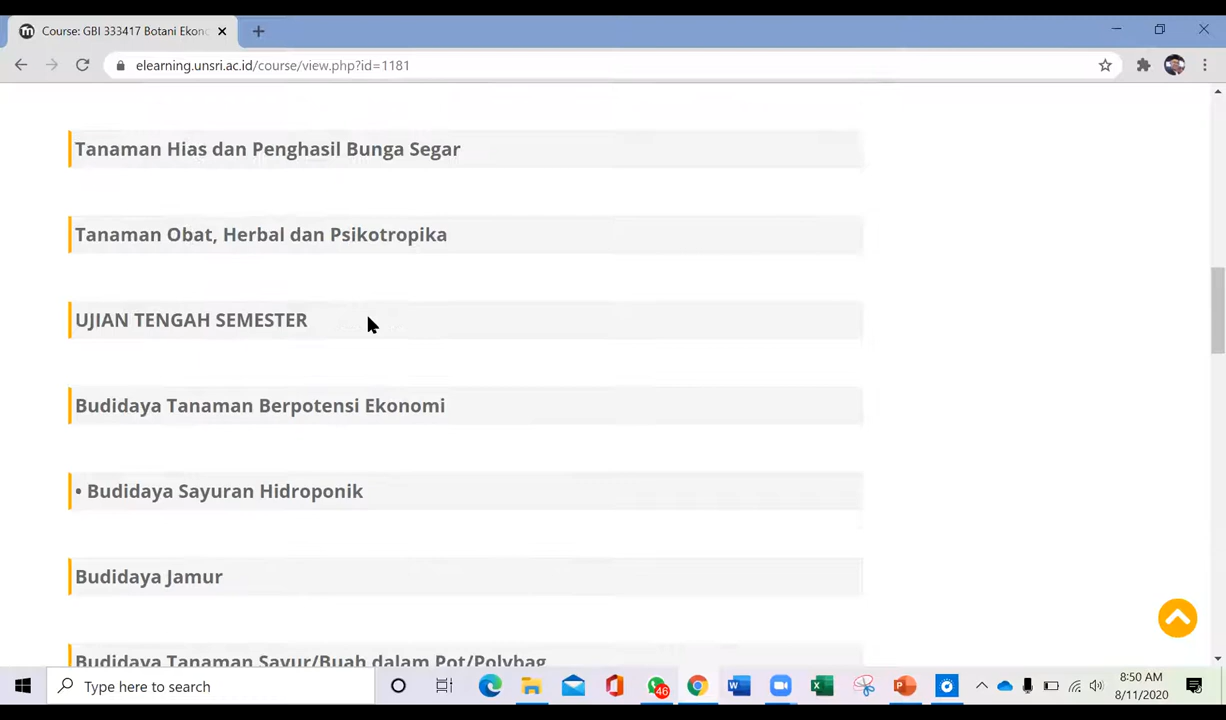 Course: GBI 333417 Botani Ekon
elearning.unsri.ac.id/course/view.php?id=1181
Tanaman Hias dan Penghasil Bunga Segar
Tanaman Obat, Herbal dan Psikotropika
UJIAN TENGAH SEMESTER
Budidaya Tanaman Berpotensi Ekonomi
• Budidaya Sayuran Hidroponik
Budidaya Jamur
Budidaya Tanaman Sayur/Buah dalam Pot/Polybag
Type here to search
46
8:50 AM
8/11/2020